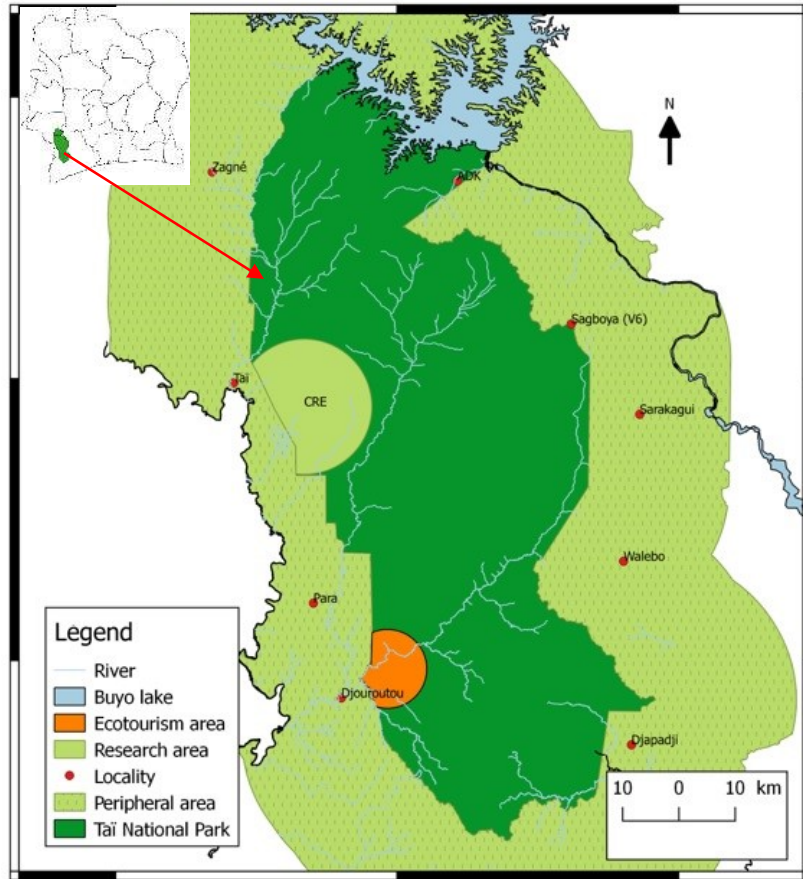 N
Zagné
ADK
Sagboya (V6)
Taï
CRE
Sarakagui
Walebo
Para
Djouroutou
Djapadji
Legend
River
Buyo lake
Ecotourism area
Research area
Locality
Peripheral area
Taï National Park
10 0 10 km